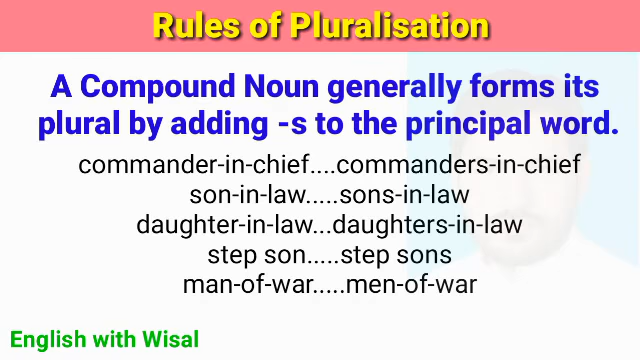 Rules of Pluralisation
A Compound Noun generally forms its
plural by adding -s to the principal word.
commander-in-chief....commanders-in-chief
son-in-law.....sons-in-law
daughter-in-law...daughters-in-law
step son.....step sons
man-of-war.....men-of-war
English with Wisal